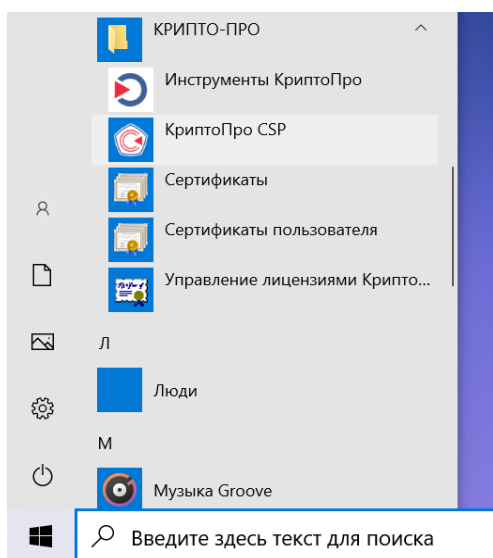 КРИПТО-ПРО
Инструменты КриптоПро
КриптоПро CSP
Сертификаты
Сертификаты пользователя
Управление лицензиями Крипто...
Л
Люди
М
Музыка Groove
Введите здесь текст для поиска